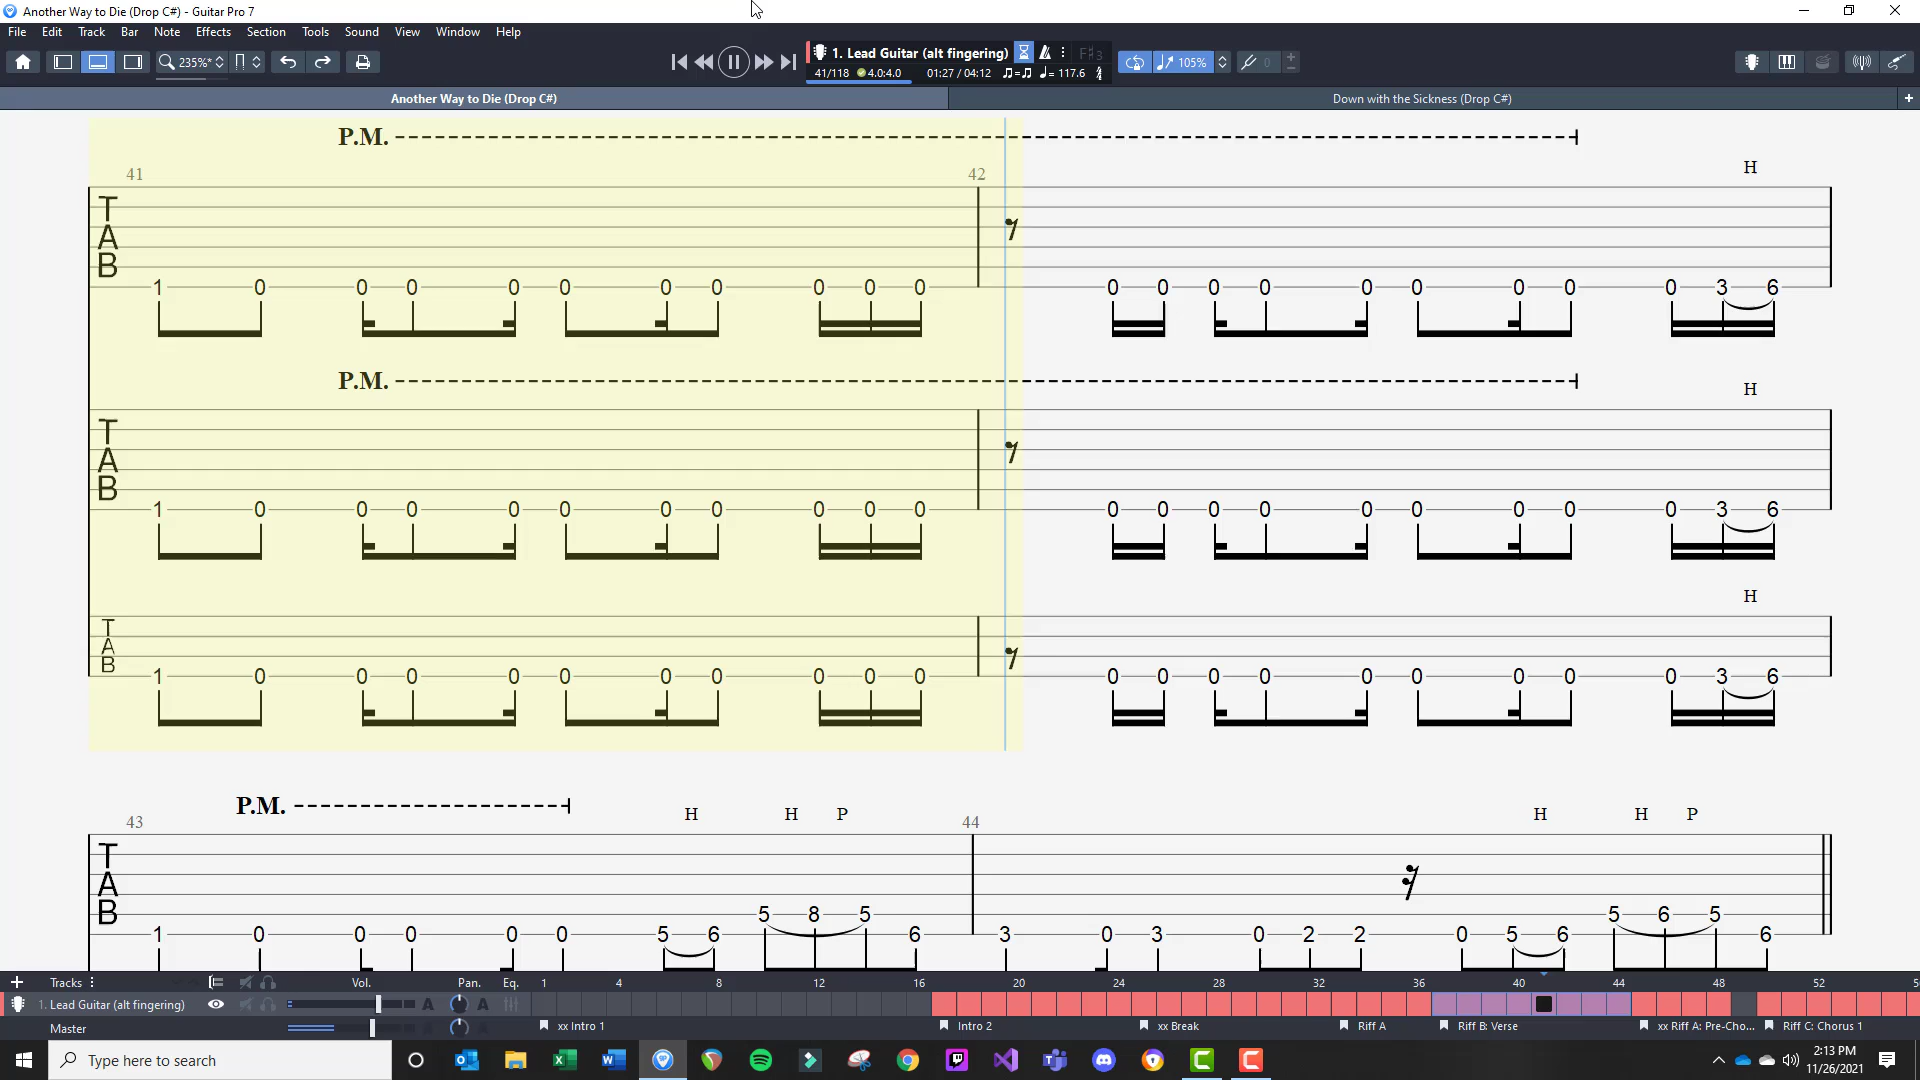 Another Way to Die (Drop C#) - Guitar Pro 7
File Edit Track Bar Note Effects Section Tools Sound View Window Help
235%* 1. Lead Guitar (alt fingering) F#3 105% 0
41/118 4.0:4.0 01:27 / 04:12 = 117.6
Another Way to Die (Drop C#) Down with the Sickness (Drop C#) +
P.M.
41 42 H
T
A
B
1 0 0 0 0 0 0 0 0 0 0 0 0 0 0 0 0 0 0 0 3 6
P.M. H
T
A
B
1 0 0 0 0 0 0 0 0 0 0 0 0 0 0 0 0 0 0 0 3 6
H
T
A
B
1 0 0 0 0 0 0 0 0 0 0 0 0 0 0 0 0 0 0 0 3 6
P.M. H H P H H P
43 44
T
A
B
5 8 5 5 6 5
1 0 0 0 0 0 5 6 6 3 0 3 0 2 2 0 5 6 6
+ Tracks Vol. Pan. Eq. 1 4 8 12 16 20 24 28 32 36 40 44 48 52
1. Lead Guitar (alt fingering) A A
Master xx Intro 1 Intro 2 xx Break Riff A Riff B: Verse xx Riff A: Pre-Cho... Riff C: Chorus 1
Type here to search
2:13 PM
11/26/2021